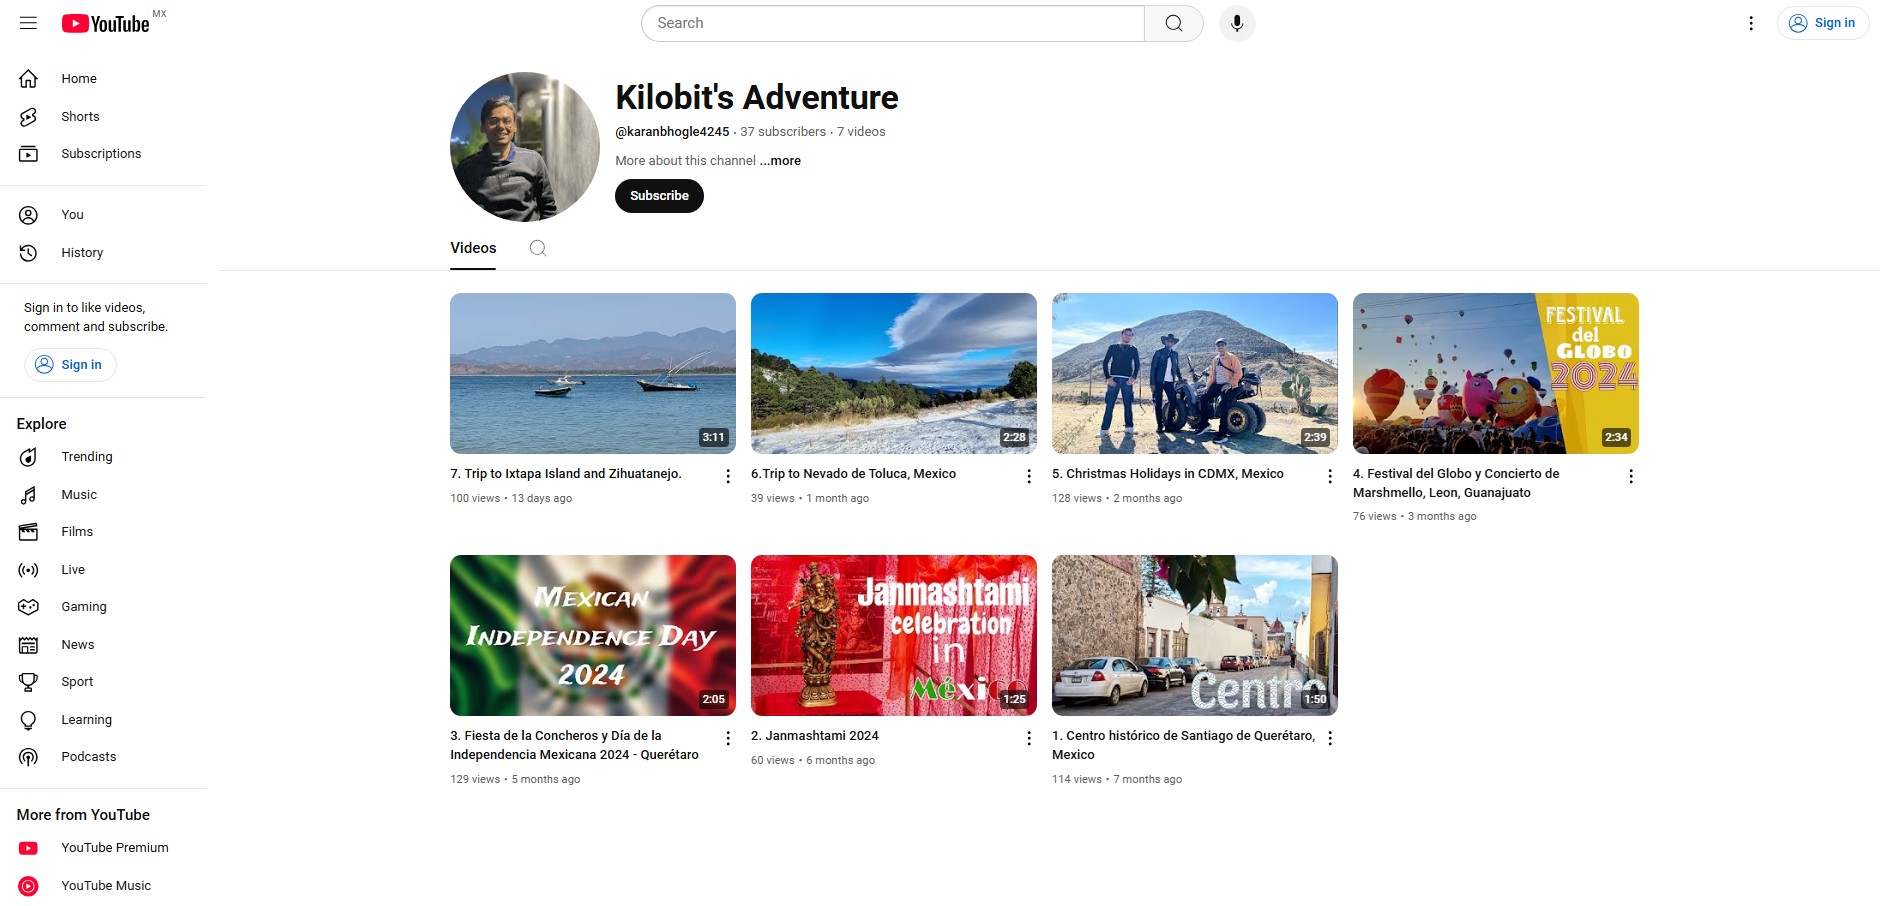 YouTube MX
Search
Sign in
Home
Shorts
Subscriptions
You
History
Sign in to like videos,
comment and subscribe.
Sign in
Explore
Trending
Music
Films
Live
Gaming
News
Sport
Learning
Podcasts
More from YouTube
YouTube Premium
YouTube Music
Kilobit's Adventure
@karanbhogle4245 · 37 subscribers · 7 videos
More about this channel ...more
Subscribe
Videos
3:11
7. Trip to Ixtapa Island and Zihuatanejo.
100 views • 13 days ago
2:28
6.Trip to Nevado de Toluca, Mexico
39 views • 1 month ago
2:39
5. Christmas Holidays in CDMX, Mexico
128 views • 2 months ago
FESTIVAL
del
GLOBO
2024
2:34
4. Festival del Globo y Concierto de
Marshmello, Leon, Guanajuato
76 views • 3 months ago
MEXICAN
INDEPENDENCE DAY
2024
2:05
3. Fiesta de la Concheros y Día de la
Independencia Mexicana 2024 - Querétaro
129 views • 5 months ago
Janmashtami
celebration
in
México
1:25
2. Janmashtami 2024
60 views • 6 months ago
Centro
1:50
1. Centro histórico de Santiago de Querétaro,
Mexico
114 views • 7 months ago